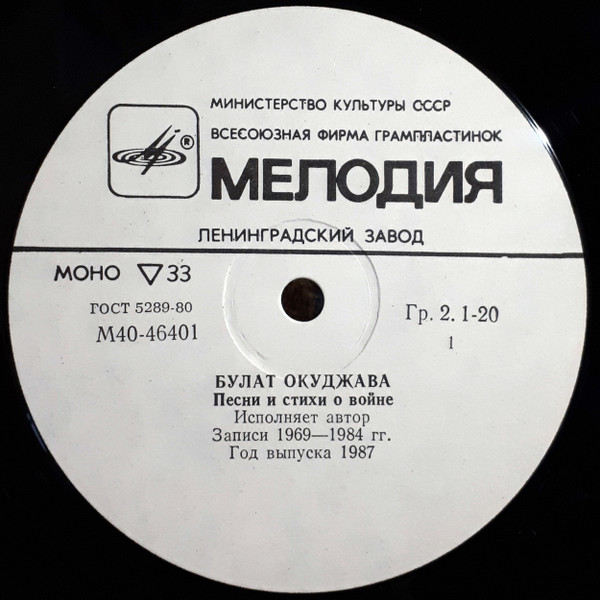 МИНИСТЕРСТВО КУЛЬТУРЫ СССР
ВСЕСОЮЗНАЯ ФИРМА ГРАМПЛАСТИНОК
®
МЕЛОДИЯ
ЛЕНИНГРАДСКИЙ ЗАВОД
МОНО ▽ 33
ГОСТ 5289-80
М40-46401
Гр. 2. 1-20
1
БУЛАТ ОКУДЖАВА
Песни и стихи о войне
Исполняет автор
Записи 1969—1984 гг.
Год выпуска 1987